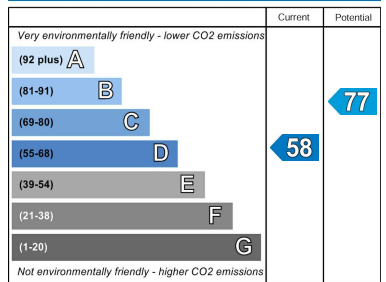 Current Potential
Very environmentally friendly - lower CO2 emissions
(92 plus) A
(81-91) B
77
(69-80) C
(55-68) D
58
(39-54) E
(21-38) F
(1-20) G
Not environmentally friendly - higher CO2 emissions